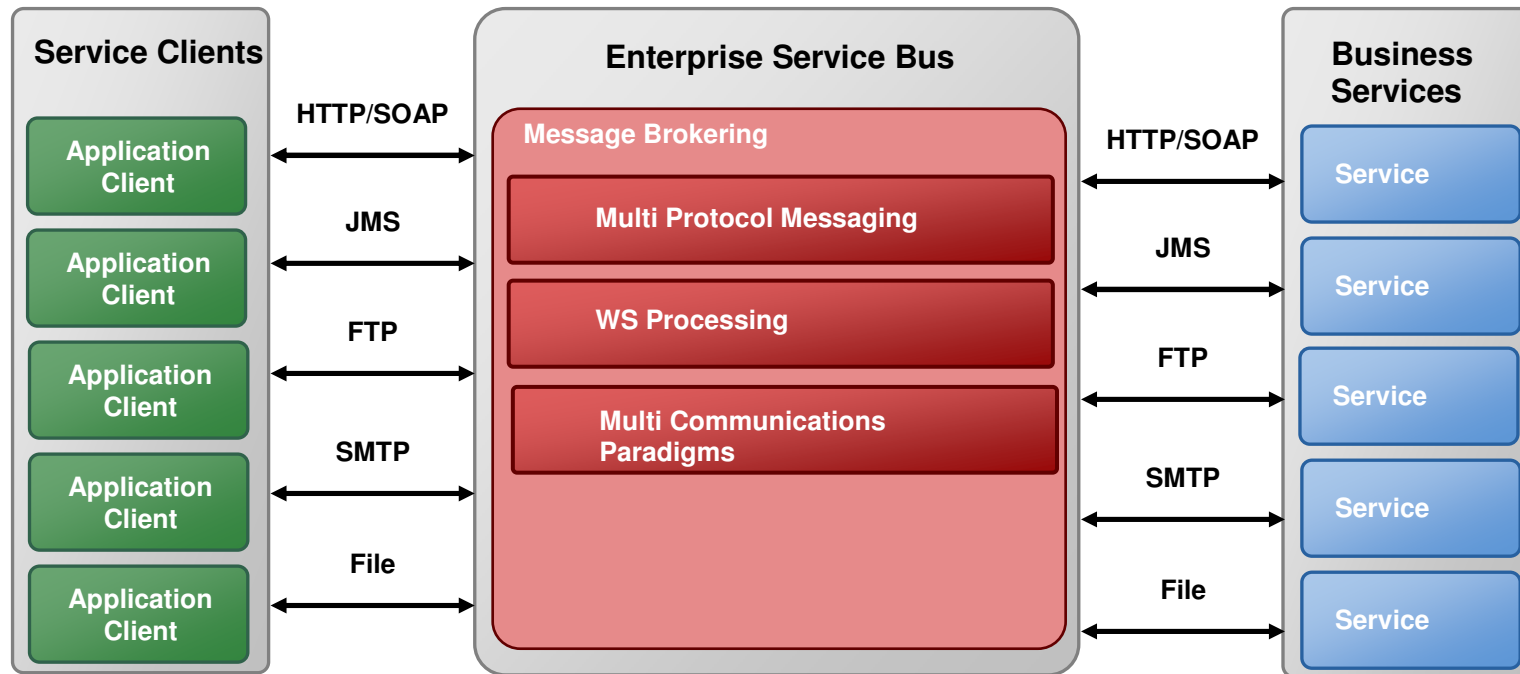 Service Clients
Application
Client
Application
Client
Application
Client
Application
Client
Application
Client
HTTP/SOAP
JMS
FTP
SMTP
File
Enterprise Service Bus
Message Brokering
Multi Protocol Messaging
WS Processing
Multi Communications
Paradigms
HTTP/SOAP
JMS
FTP
SMTP
File
Business
Services
Service
Service
Service
Service
Service